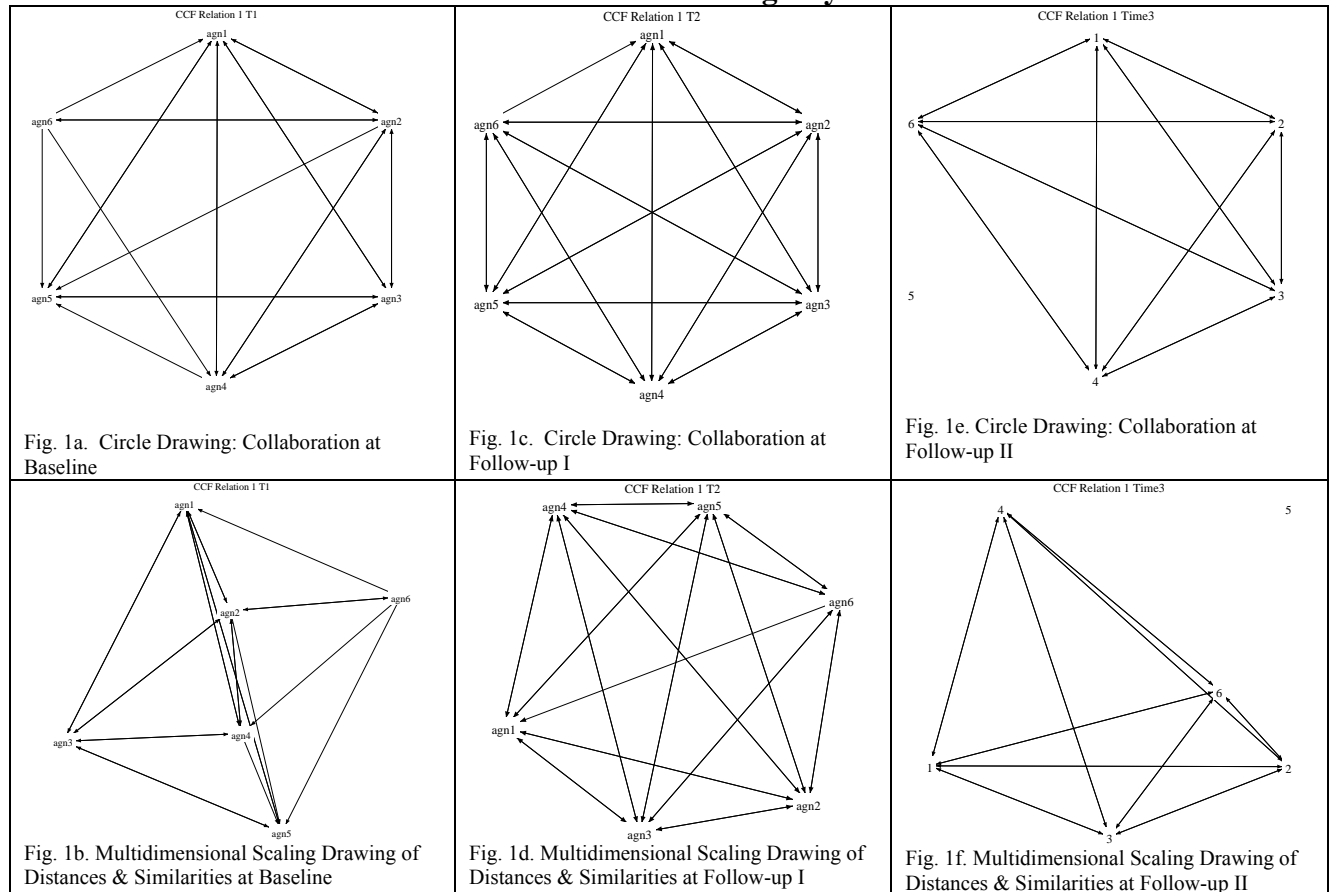 CCF Relation 1 T1
agn1
agn6
agn2
agn5
agn3
agn4
Fig. 1a. Circle Drawing: Collaboration at
Baseline
CCF Relation 1 T2
agn1
agn6
agn2
agn5
agn3
agn4
Fig. 1c. Circle Drawing: Collaboration at
Follow-up I
CCF Relation 1 Time3
1
6
2
5
3
4
Fig. 1e. Circle Drawing: Collaboration at
Follow-up II
CCF Relation 1 T1
agn1
agn6
agn2
agn3
agn4
agn5
Fig. 1b. Multidimensional Scaling Drawing of
Distances & Similarities at Baseline
CCF Relation 1 T2
agn4
agn5
agn6
agn1
agn2
agn3
Fig. 1d. Multidimensional Scaling Drawing of
Distances & Similarities at Follow-up I
CCF Relation 1 Time3
4
5
6
1
2
3
Fig. 1f. Multidimensional Scaling Drawing of
Distances & Similarities at Follow-up II